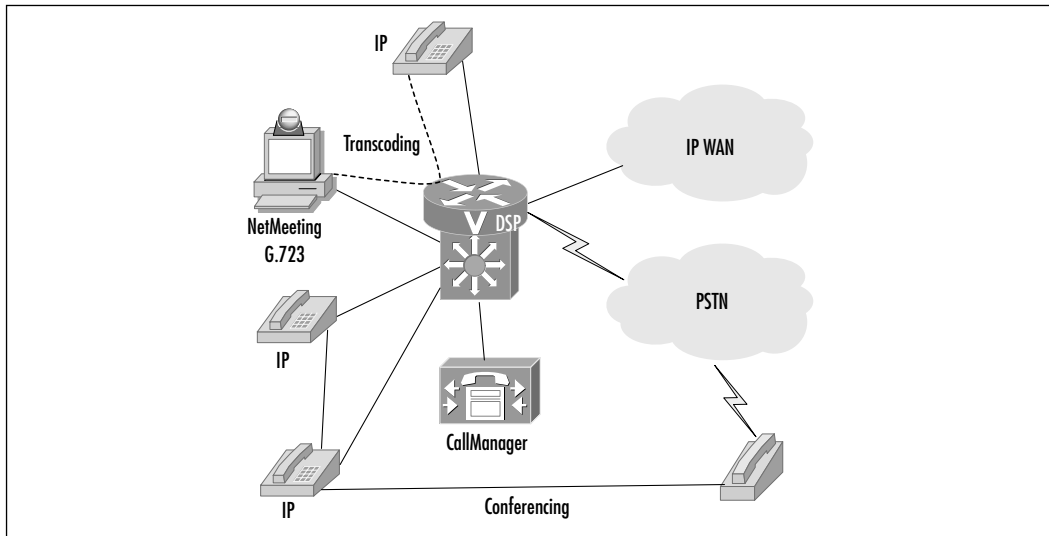 IP
Transcoding
IP WAN
NetMeeting
G.723
V DSP
PSTN
IP
CallManager
IP
Conferencing